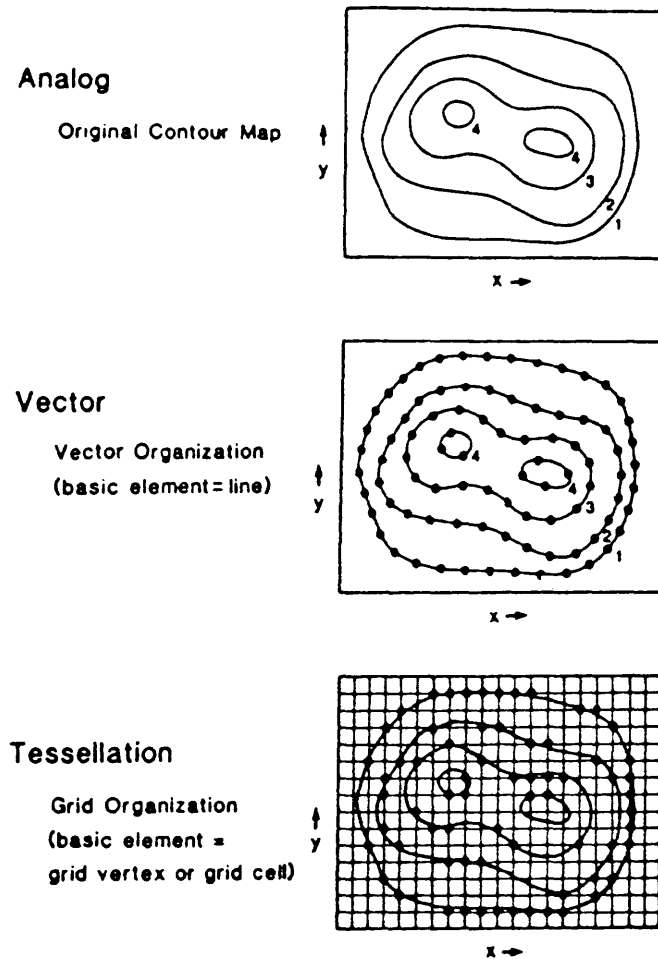 Analog
Original Contour Map
y
4
4
3
2
1
x →
Vector
Vector Organization
(basic element = line)
y
4
4
3
2
1
x →
Tessellation
Grid Organization
(basic element =
grid vertex or grid cell)
y
x →